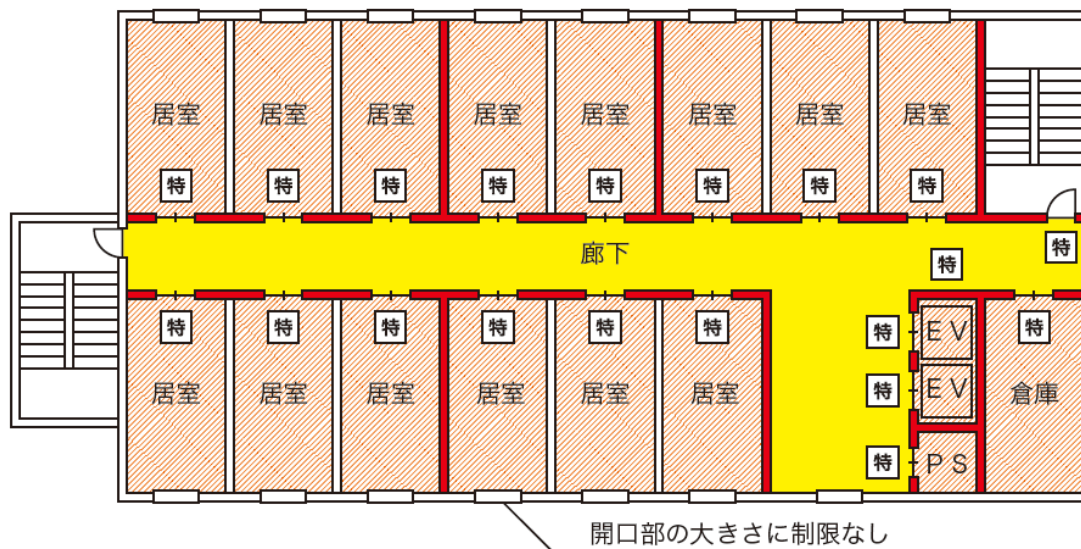 居室 居室 居室 居室 居室 居室 居室 居室
特 特 特 特 特 特 特 特
廊下
特
特
特 特 特 特 特 特
特
特
特
特
居室 居室 居室 居室 居室 居室
EV
EV
PS
倉庫
開口部の大きさに制限なし